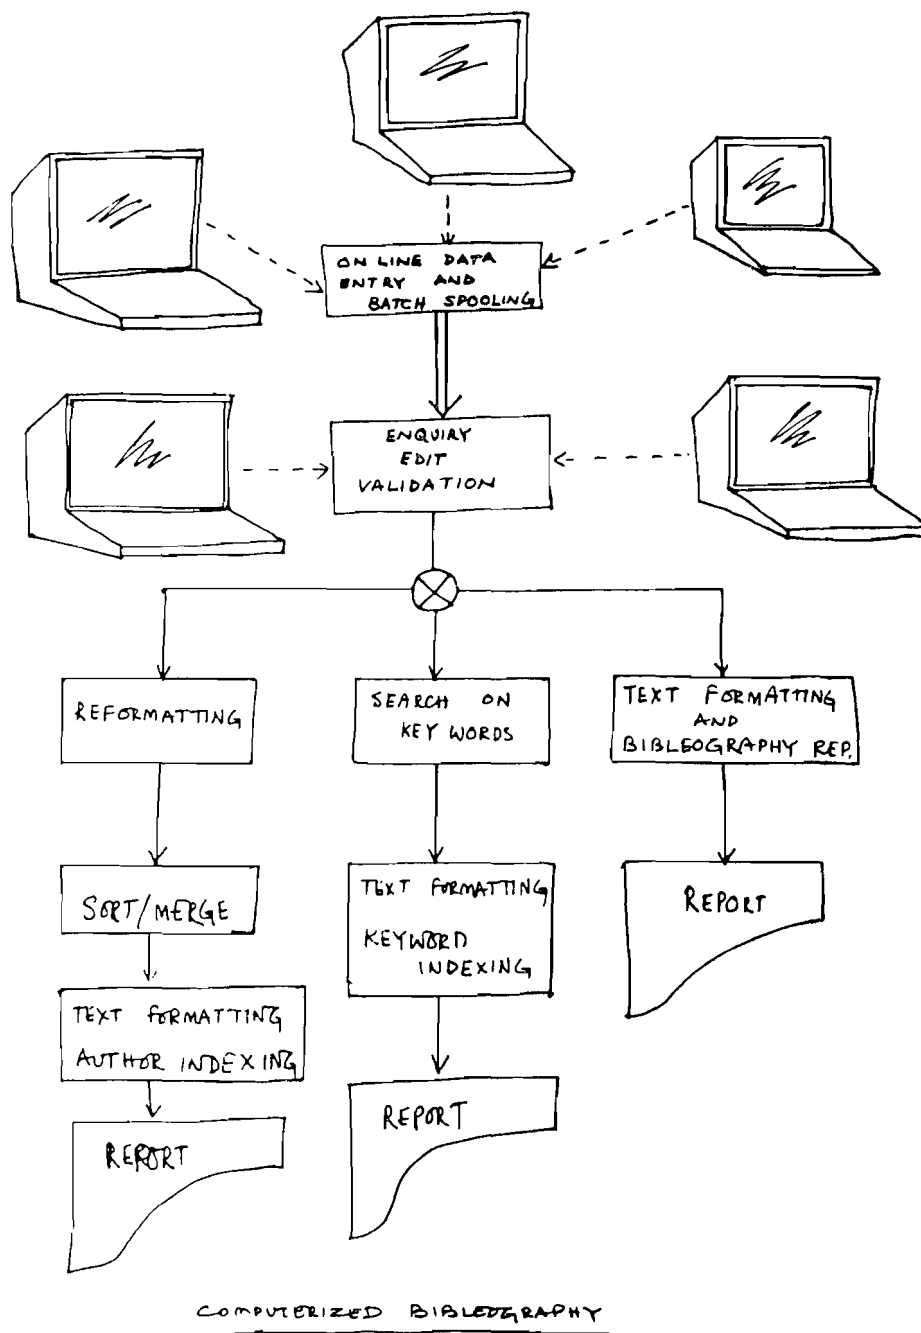 ON LINE DATA
ENTRY AND
BATCH SPOOLING
ENQUIRY
EDIT
VALIDATION
REFORMATTING
SEARCH ON
KEY WORDS
TEXT FORMATTING
AND
BIBLEOGRAPHY REP.
SORT/MERGE
TEXT FORMATTING
KEYWORD
INDEXING
REPORT
TEXT FORMATTING
AUTHOR INDEXING
REPORT
REPORT
COMPUTERIZED BIBLEOGRAPHY